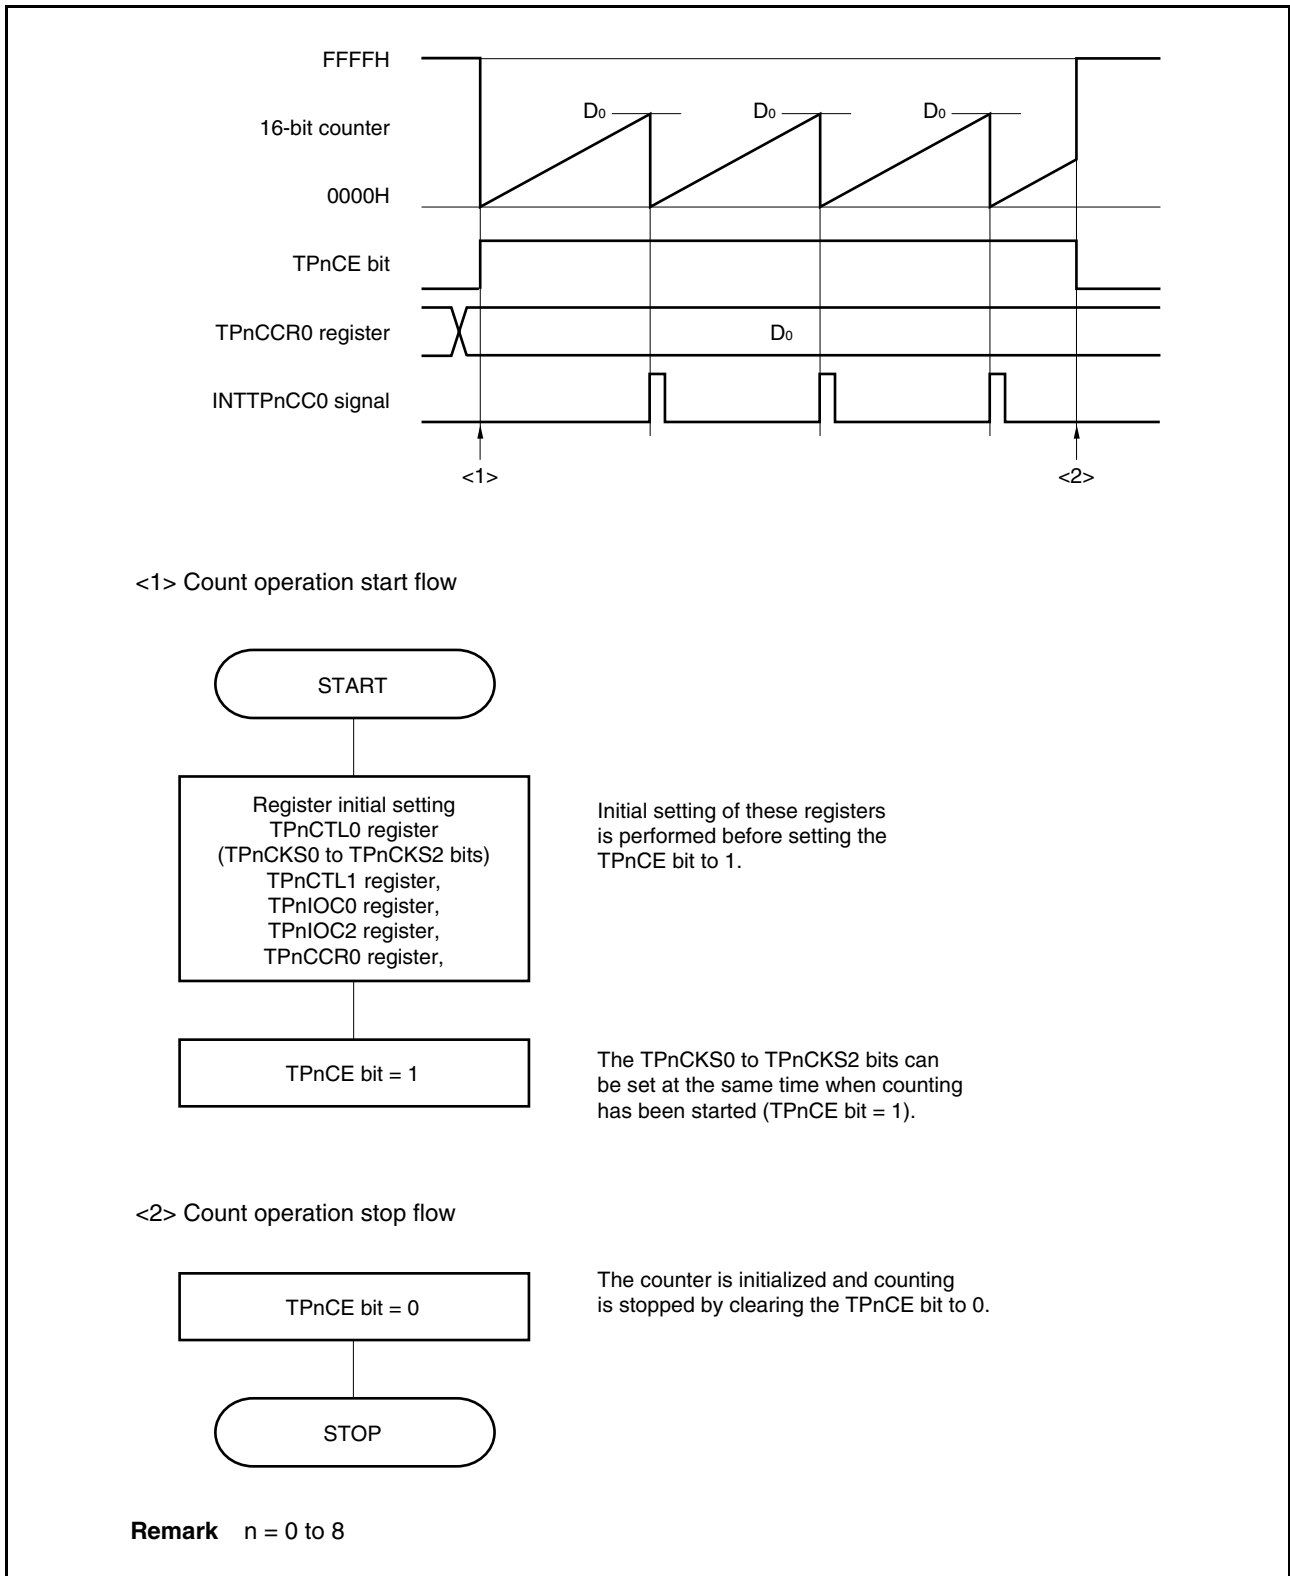 FFFFH
D0 D0 D0
16-bit counter
0000H
TPnCE bit
TPnCCR0 register D0
INTTPnCC0 signal
<1> <2>
<1> Count operation start flow
START
Register initial setting
TPnCTL0 register
(TPnCKS0 to TPnCKS2 bits)
TPnCTL1 register,
TPnIOC0 register,
TPnIOC2 register,
TPnCCR0 register,
Initial setting of these registers
is performed before setting the
TPnCE bit to 1.
TPnCE bit = 1
The TPnCKS0 to TPnCKS2 bits can
be set at the same time when counting
has been started (TPnCE bit = 1).
<2> Count operation stop flow
TPnCE bit = 0
The counter is initialized and counting
is stopped by clearing the TPnCE bit to 0.
STOP
Remark n = 0 to 8